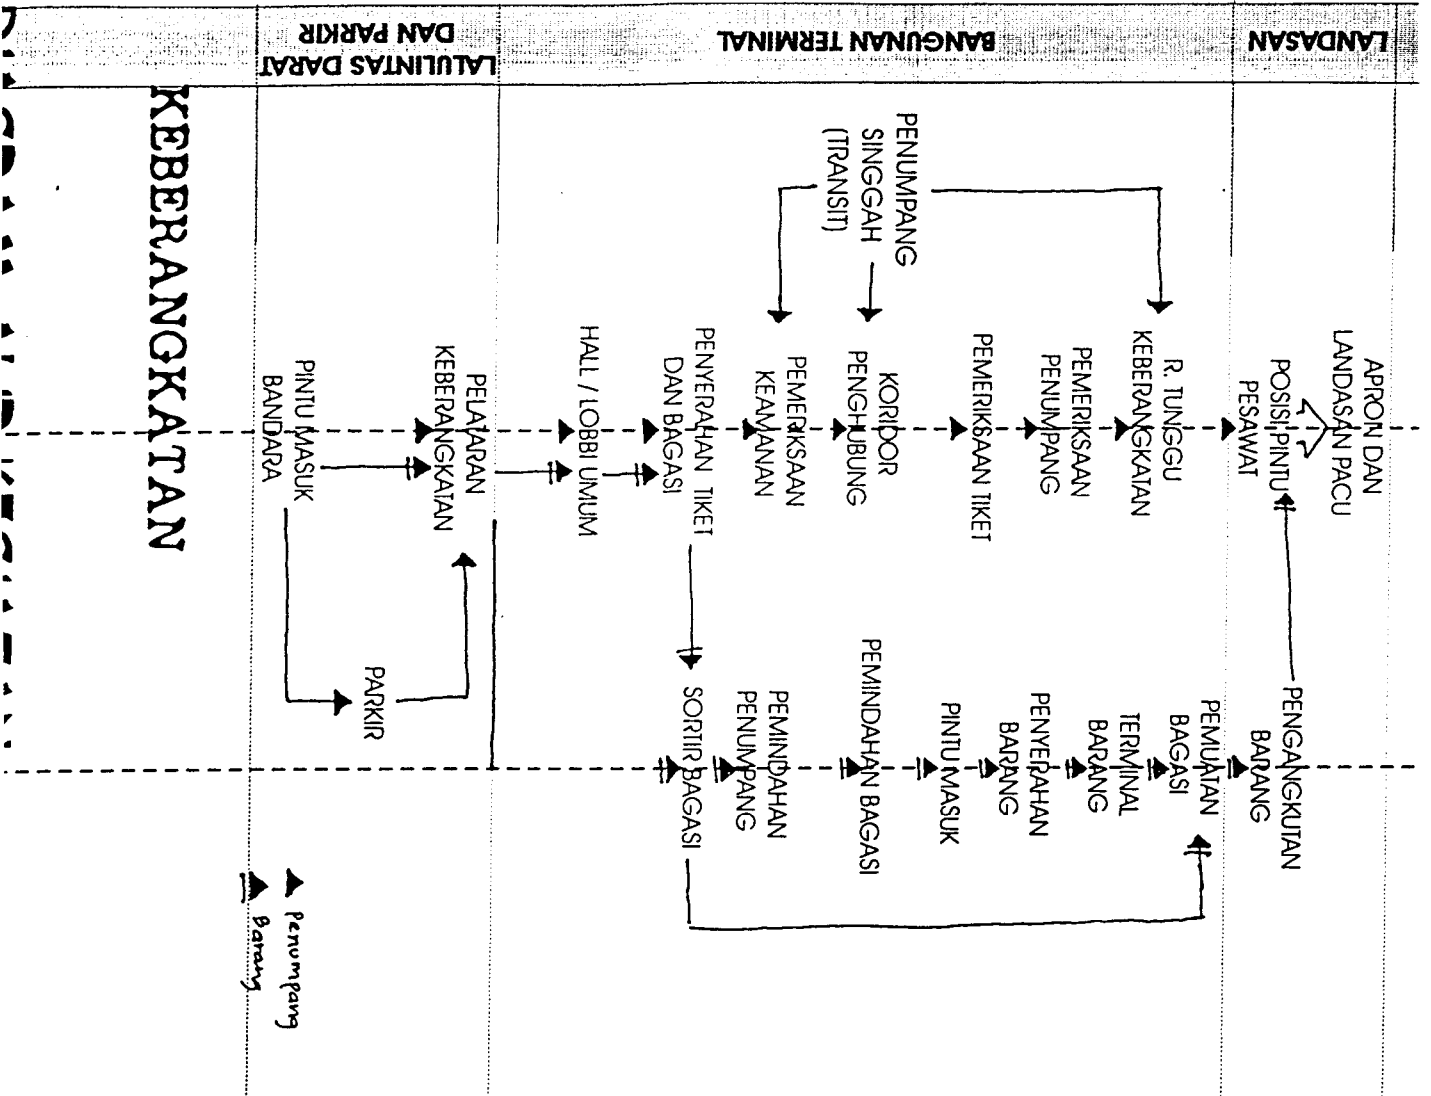 LANDASAN
BANGUNAN TERMINAL
LALULINTAS DARAT
DAN PARKIR
APRON DAN
LANDASAN PACU
POSISI PINTU
PESAWAT
R. TUNGGU
KEBERANGKATAN
PEMERIKSAAN
PENUMPANG
PEMERIKSAAN TIKET
KORIDOR
PENGHUBUNG
PEMERIKSAAN
KEAMANAN
PENYERAHAN TIKET
DAN BAGASI
HALL / LOBBI UMUM
PELATARAN
KEBERANGKATAN
PINTU MASUK
BANDARA
PENUMPANG
SINGGAH
(TRANSIT)
PENGANGKUTAN
BARANG
PEMUATAN
BAGASI
TERMINAL
BARANG
PENYERAHAN
BARANG
PINTU MASUK
PEMINDAHAN BAGASI
PEMINDAHAN
PENUMPANG
SORTIR BAGASI
PARKIR
Penumpang
Barang
KEBERANGKATAN